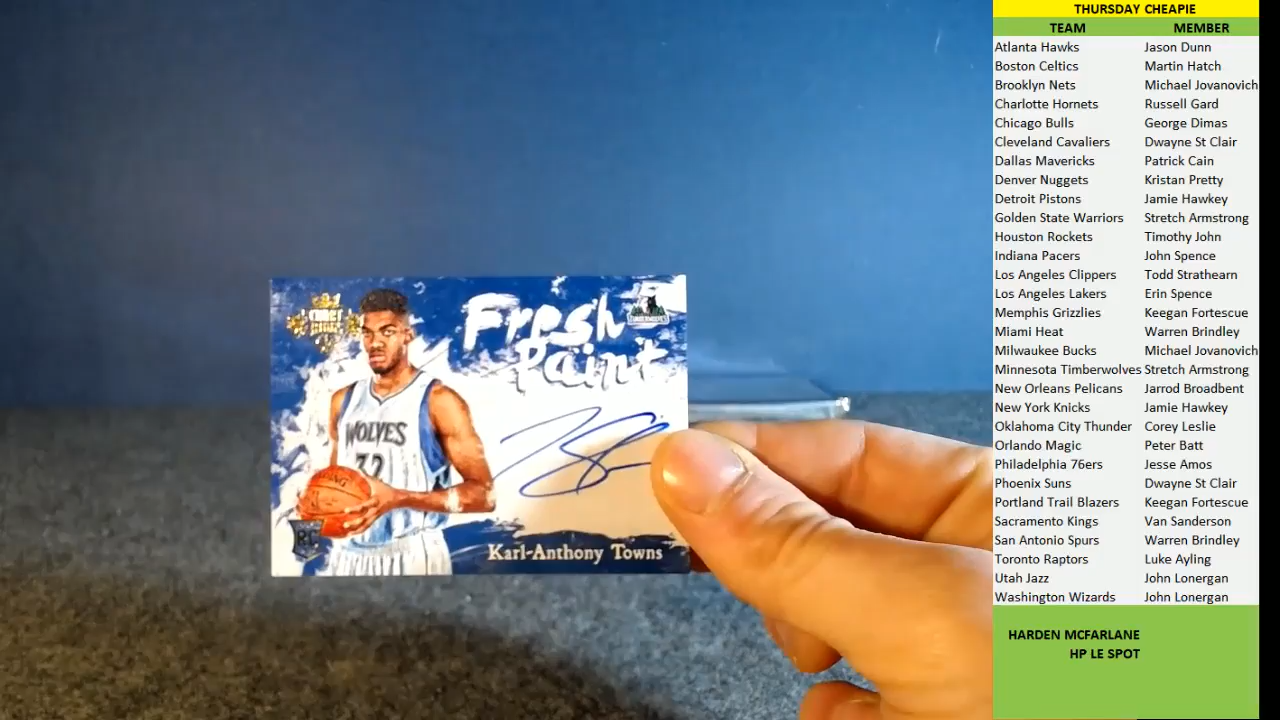 Fresh
Paint
WOLVES
32
RC
Karl-Anthony Towns
THURSDAY CHEAPIE
TEAM MEMBER
Atlanta Hawks Jason Dunn
Boston Celtics Martin Hatch
Brooklyn Nets Michael Jovanovich
Charlotte Hornets Russell Gard
Chicago Bulls George Dimas
Cleveland Cavaliers Dwayne St Clair
Dallas Mavericks Patrick Cain
Denver Nuggets Kristan Pretty
Detroit Pistons Jamie Hawkey
Golden State Warriors Stretch Armstrong
Houston Rockets Timothy John
Indiana Pacers John Spence
Los Angeles Clippers Todd Strathearn
Los Angeles Lakers Erin Spence
Memphis Grizzlies Keegan Fortescue
Miami Heat Warren Brindley
Milwaukee Bucks Michael Jovanovich
Minnesota Timberwolves Stretch Armstrong
New Orleans Pelicans Jarrod Broadbent
New York Knicks Jamie Hawkey
Oklahoma City Thunder Corey Leslie
Orlando Magic Peter Batt
Philadelphia 76ers Jesse Amos
Phoenix Suns Dwayne St Clair
Portland Trail Blazers Keegan Fortescue
Sacramento Kings Van Sanderson
San Antonio Spurs Warren Brindley
Toronto Raptors Luke Ayling
Utah Jazz John Lonergan
Washington Wizards John Lonergan
HARDEN MCFARLANE
HP LE SPOT